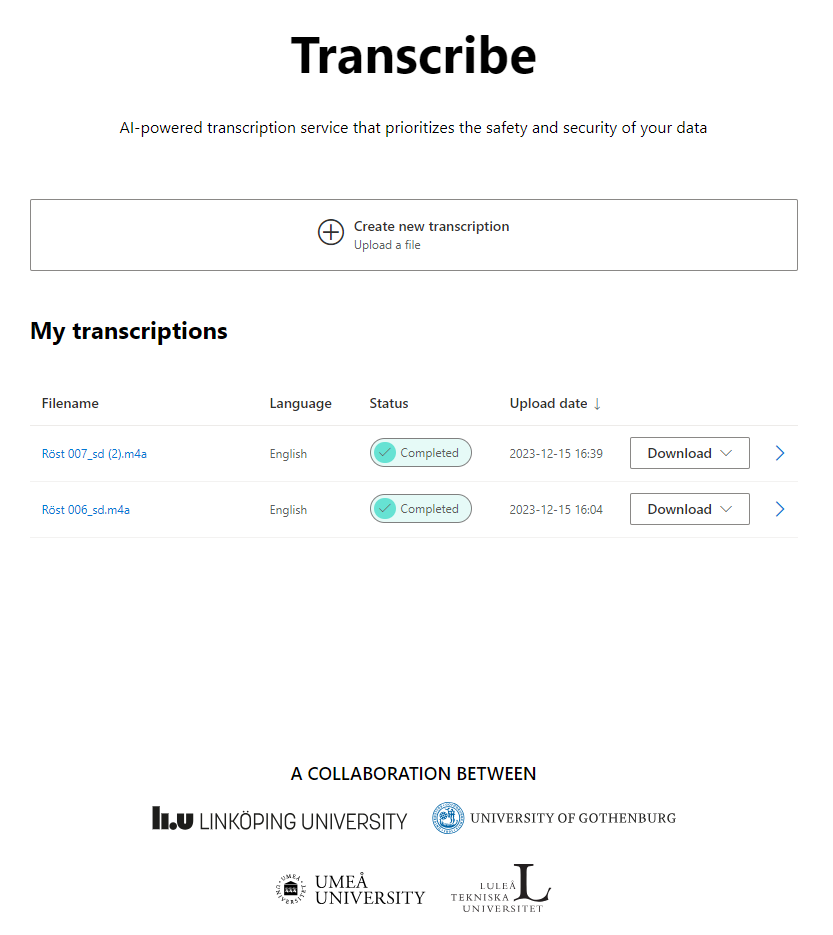 Transcribe
AI-powered transcription service that prioritizes the safety and security of your data
Create new transcription
Upload a file
My transcriptions
Filename Language Status Upload date ↓
Röst 007_sd (2).m4a English Completed 2023-12-15 16:39 Download
Röst 006_sd.m4a English Completed 2023-12-15 16:04 Download
A COLLABORATION BETWEEN
LINKÖPING UNIVERSITY
UNIVERSITY OF GOTHENBURG
UMEÅ
UNIVERSITY
LULEÅ
TEKNISKA
UNIVERSITET